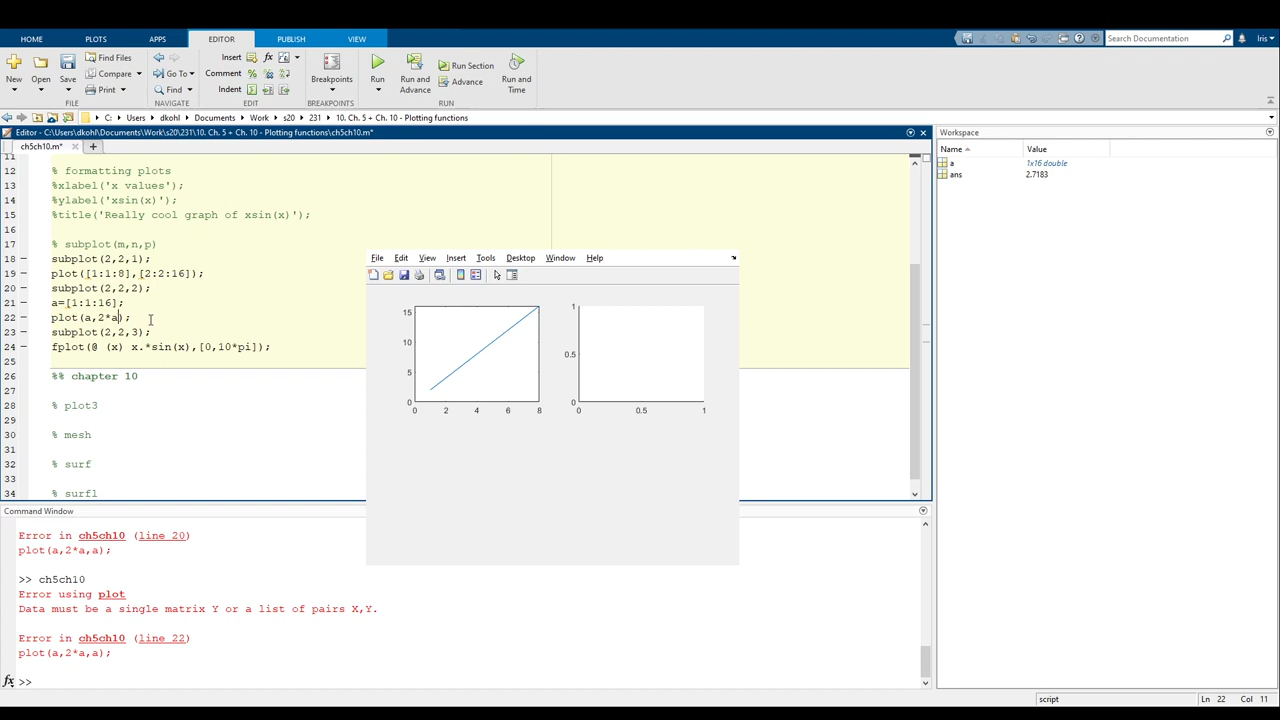 HOME PLOTS APPS EDITOR PUBLISH VIEW Search Documentation Iris
New Open Save Find Files Compare Print Go To Find Insert Comment Indent fx Breakpoints Run Run and Advance Run Section Advance Run and Time
FILE NAVIGATE EDIT BREAKPOINTS RUN
C: Users dkohl Documents Work s20 231 10. Ch. 5 + Ch. 10 - Plotting functions
Editor - C:\Users\dkohl\Documents\Work\s20\231\10. Ch. 5 + Ch. 10 - Plotting functions\ch5ch10.m*
ch5ch10.m*
11
12 % formatting plots
13 %xlabel('x values');
14 %ylabel('xsin(x)');
15 %title('Really cool graph of xsin(x)');
16
17 % subplot(m,n,p)
18 subplot(2,2,1);
19 plot([1:1:8],[2:2:16]);
20 subplot(2,2,2);
21 a=[1:1:16];
22 plot(a,2*a);
23 subplot(2,2,3);
24 fplot(@ (x) x.*sin(x),[0,10*pi]);
25
26 %% chapter 10
27
28 % plot3
29
30 % mesh
31
32 % surf
33
34 % surfl
File Edit View Insert Tools Desktop Window Help
15
10
5
0
0 2 4 6 8
1
0.5
0
0 0.5 1
Workspace
Name Value
a 1x16 double
ans 2.7183
Command Window
Error in ch5ch10 (line 20)
plot(a,2*a,a);
>> ch5ch10
Error using plot
Data must be a single matrix Y or a list of pairs X,Y.
Error in ch5ch10 (line 22)
plot(a,2*a,a);
fx >>
script Ln 22 Col 11